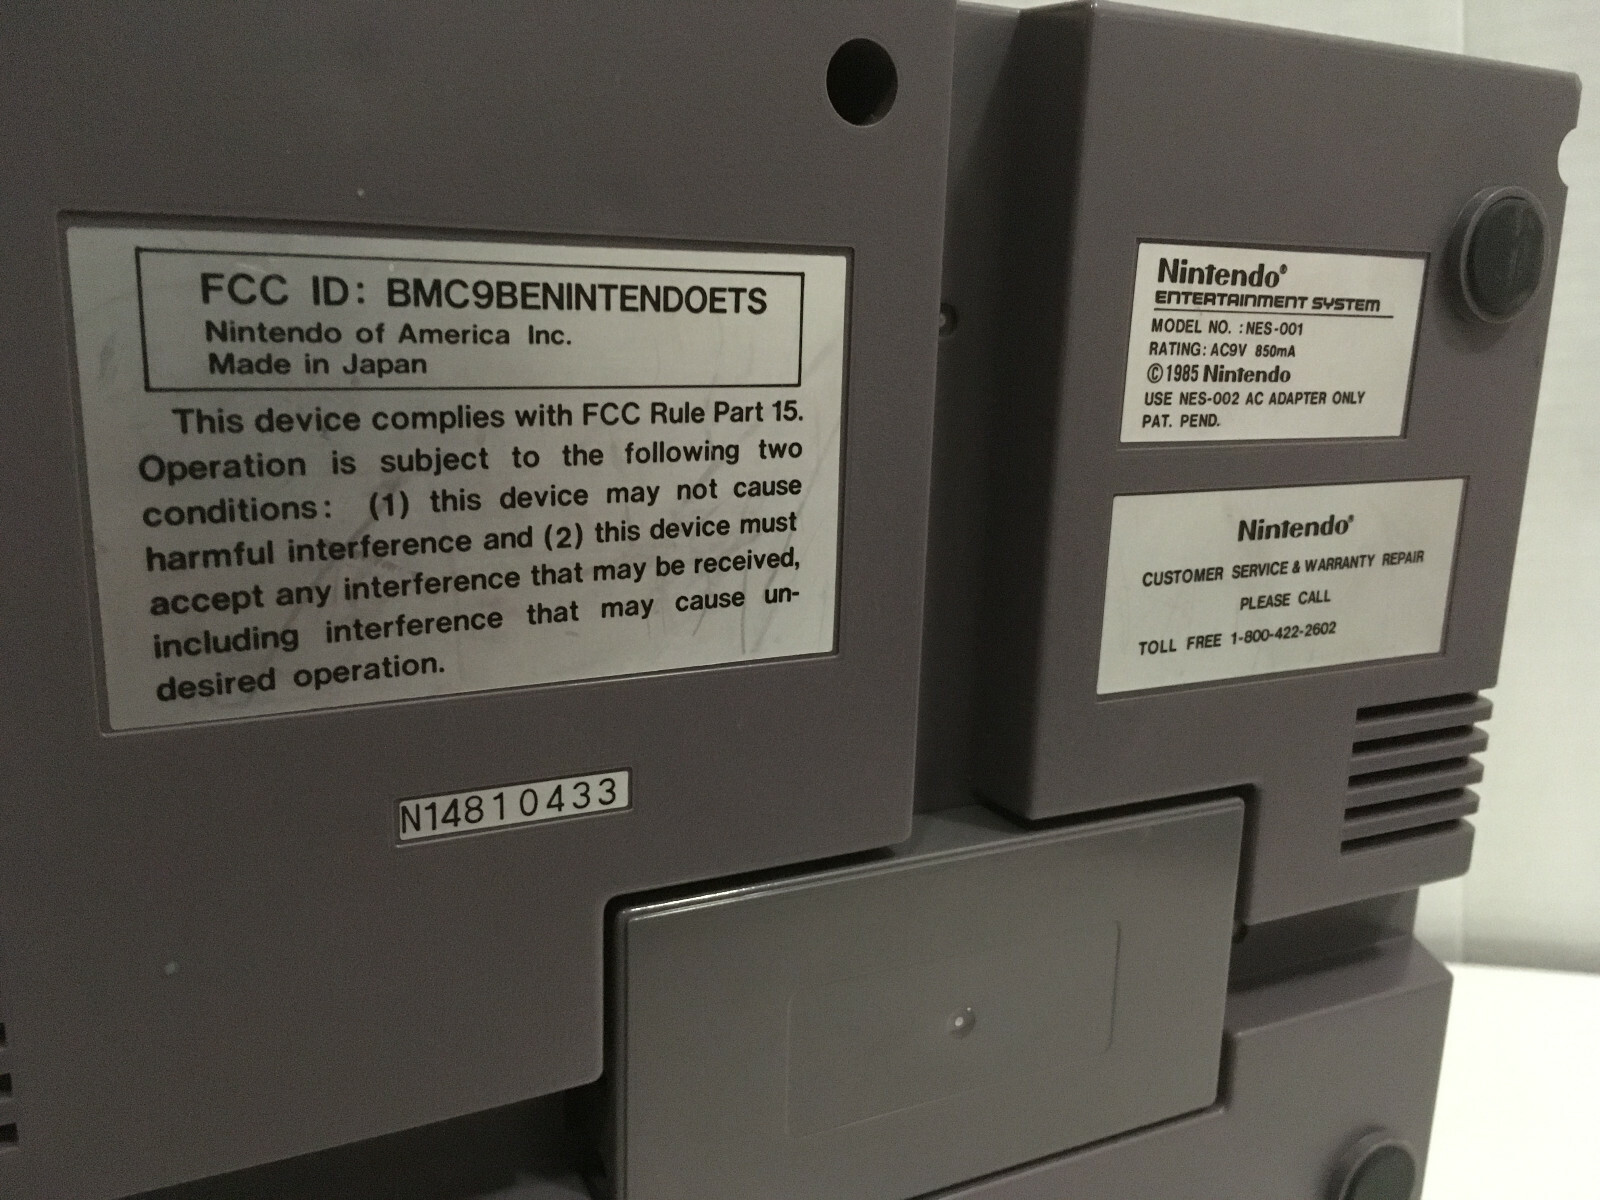 FCC ID: BMC9BENINTENDOETS
Nintendo of America Inc.
Made in Japan
This device complies with FCC Rule Part 15.
Operation is subject to the following two
conditions: (1) this device may not cause
harmful interference and (2) this device must
accept any interference that may be received,
including interference that may cause un-
desired operation.
N14810433
Nintendo®
ENTERTAINMENT SYSTEM
MODEL NO. : NES-001
RATING: AC9V 850mA
©1985 Nintendo
USE NES-002 AC ADAPTER ONLY
PAT. PEND.
Nintendo®
CUSTOMER SERVICE & WARRANTY REPAIR
PLEASE CALL
TOLL FREE 1-800-422-2602